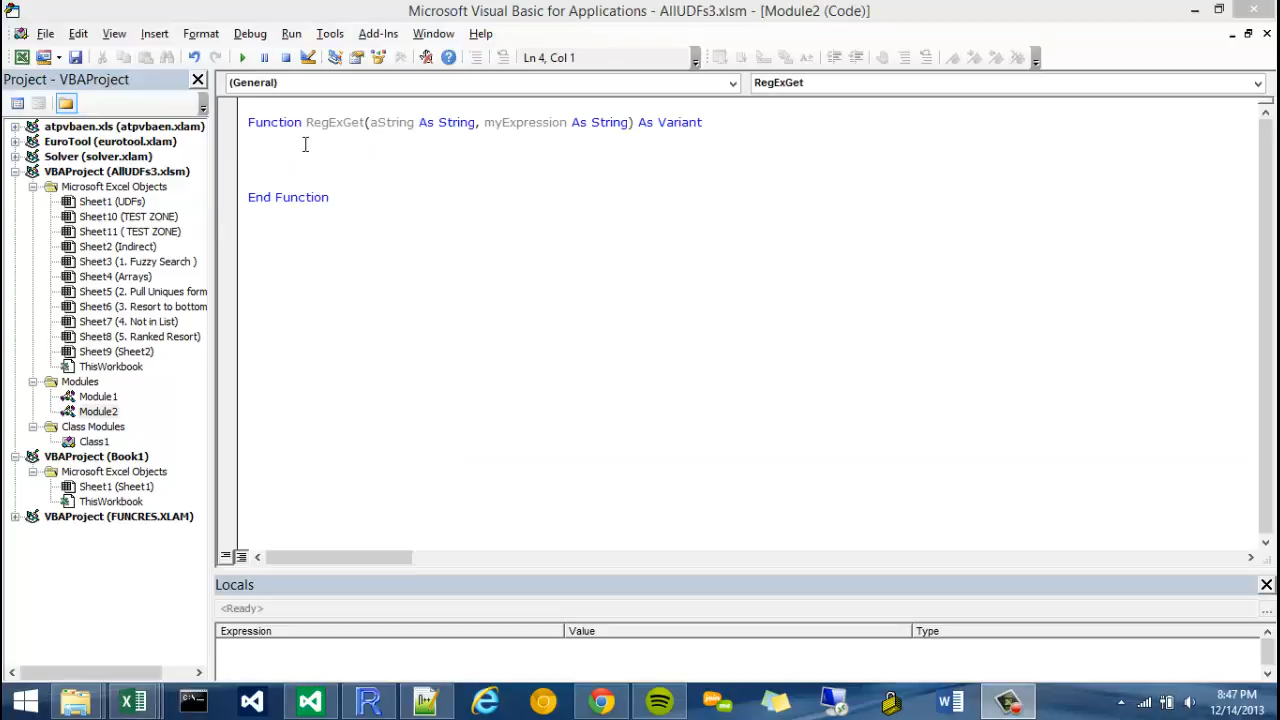 Microsoft Visual Basic for Applications - AllUDFs3.xlsm - [Module2 (Code)]
File Edit View Insert Format Debug Run Tools Add-Ins Window Help
Ln 4, Col 1
Project - VBAProject
(General)
RegExGet
atpvbaen.xls (atpvbaen.xlam)
EuroTool (eurotool.xlam)
Solver (solver.xlam)
VBAProject (AllUDFs3.xlsm)
Microsoft Excel Objects
Sheet1 (UDFs)
Sheet10 (TEST ZONE)
Sheet11 ( TEST ZONE)
Sheet2 (Indirect)
Sheet3 (1. Fuzzy Search )
Sheet4 (Arrays)
Sheet5 (2. Pull Uniques form
Sheet6 (3. Resort to bottom
Sheet7 (4. Not in List)
Sheet8 (5. Ranked Resort)
Sheet9 (Sheet2)
ThisWorkbook
Modules
Module1
Module2
Class Modules
Class1
VBAProject (Book1)
Microsoft Excel Objects
Sheet1 (Sheet1)
ThisWorkbook
VBAProject (FUNCRES.XLAM)
Function RegExGet(aString As String, myExpression As String) As Variant
End Function
Locals
<Ready>
Expression Value Type
8:47 PM
12/14/2013